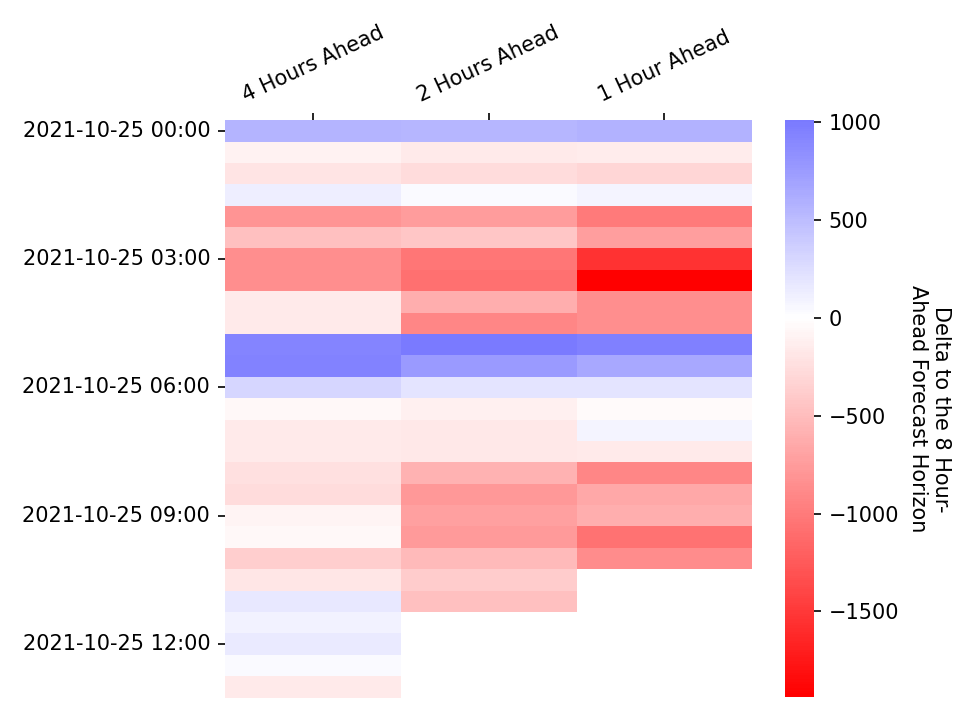 4 Hours Ahead
2 Hours Ahead
1 Hour Ahead
2021-10-25 00:00
2021-10-25 03:00
2021-10-25 06:00
2021-10-25 09:00
2021-10-25 12:00
1000
500
0
−500
−1000
−1500
Delta to the 8 Hour-
Ahead Forecast Horizon